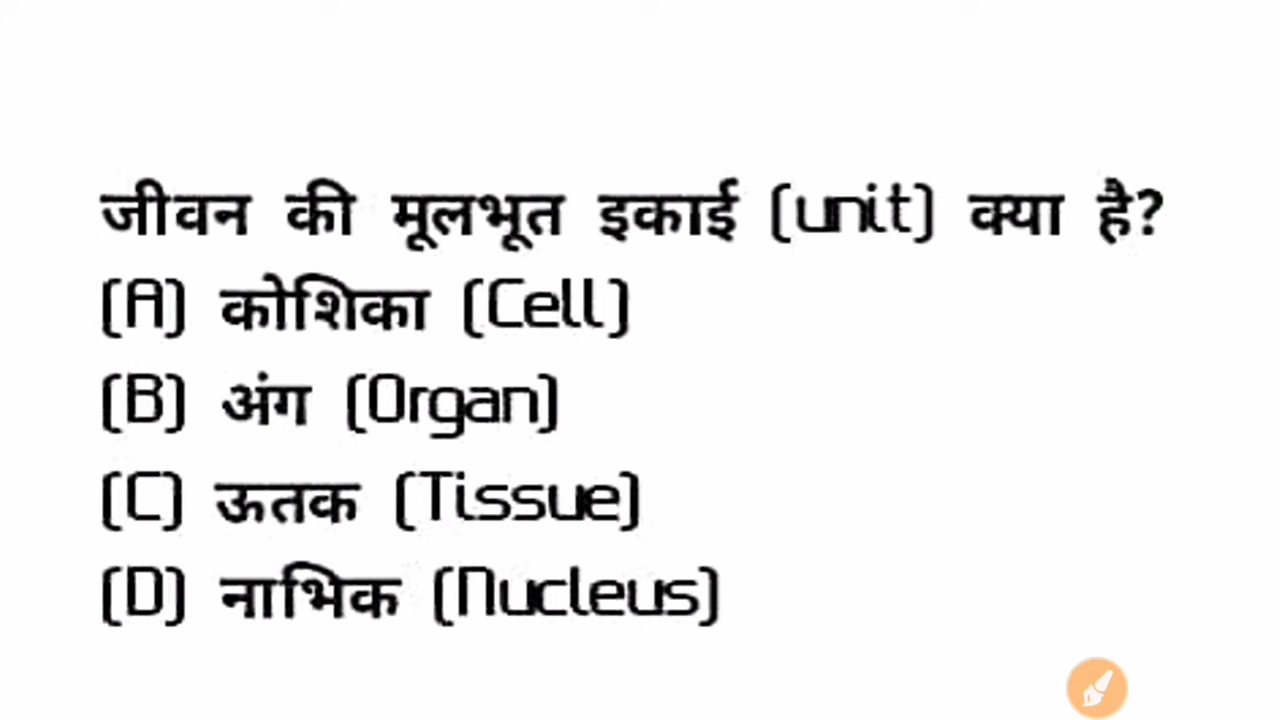 जीवन की मूलभूत इकाई (unit) क्या है?
(A) कोशिका (Cell)
(B) अंग (Organ)
(C) ऊतक (Tissue)
(D) नाभिक (Nucleus)